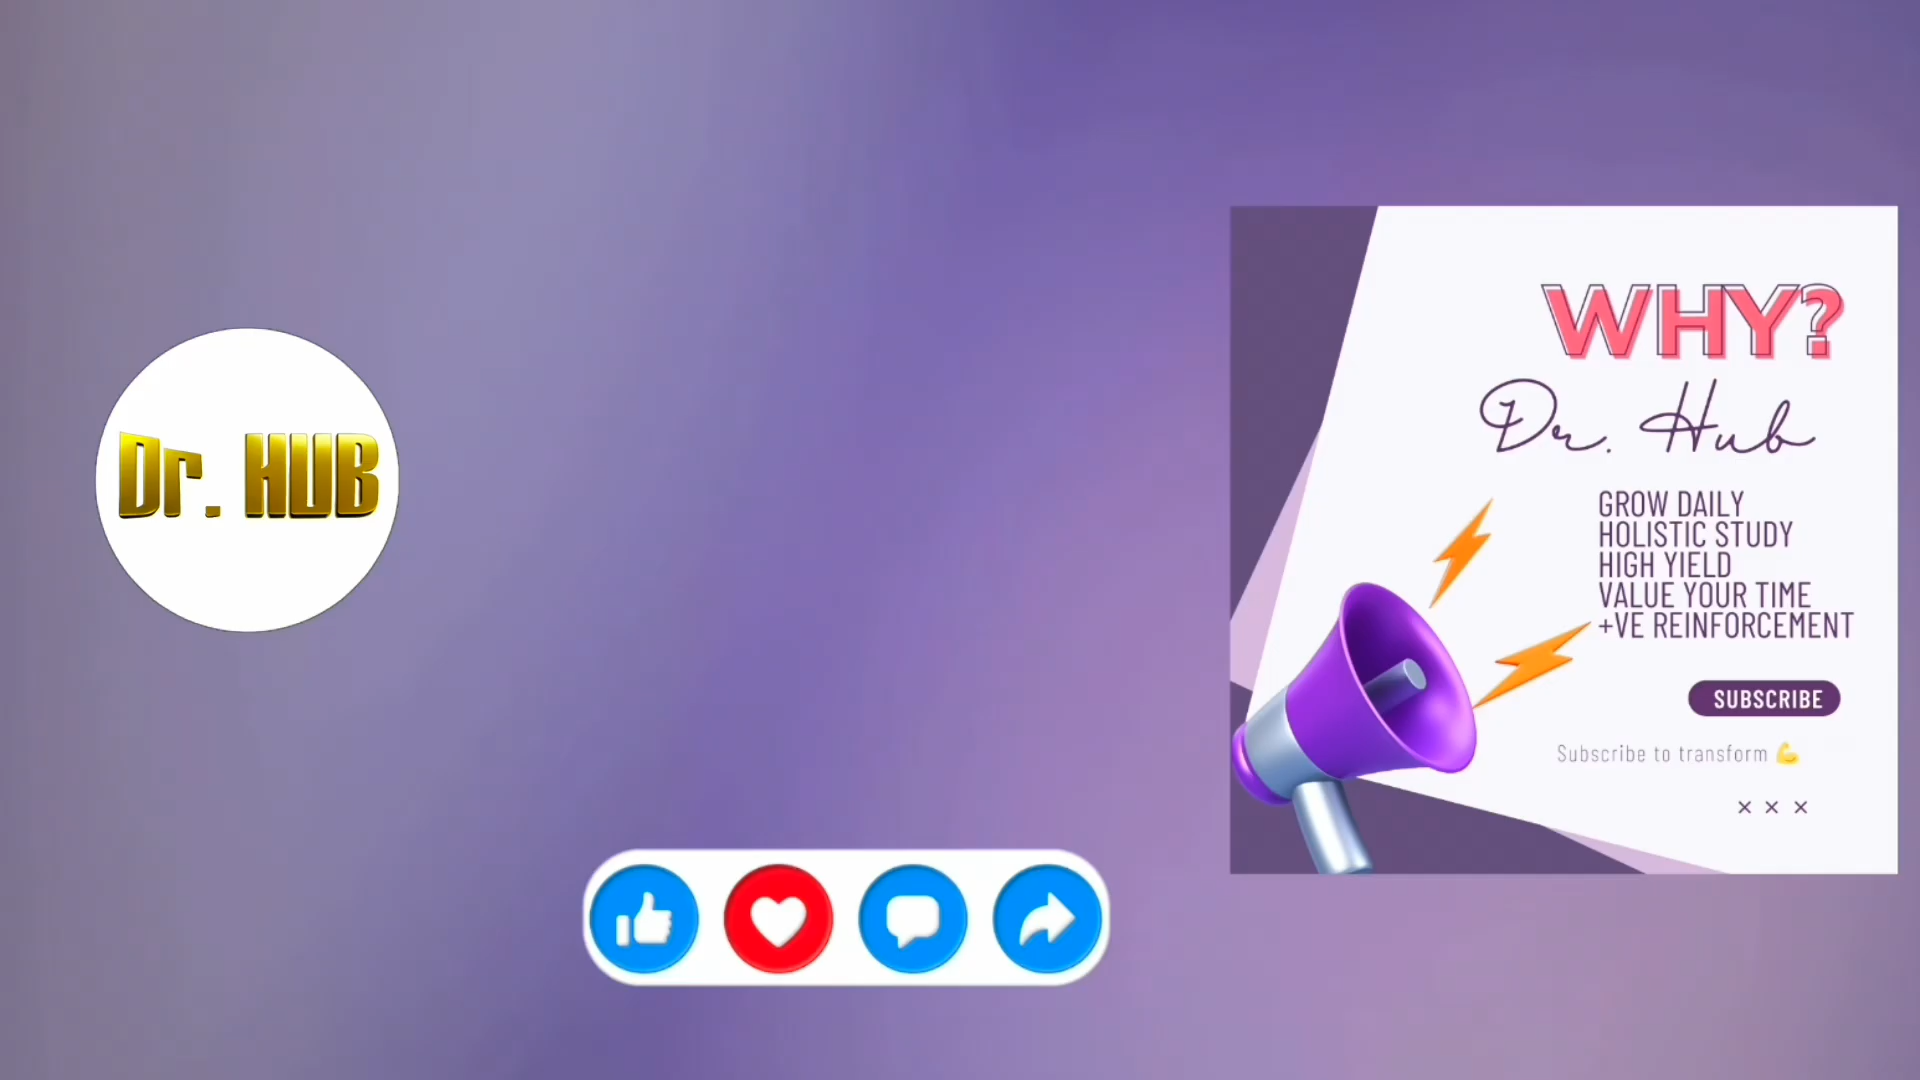 Dr. HUB
WHY?
Dr. Hub
GROW DAILY
HOLISTIC STUDY
HIGH YIELD
VALUE YOUR TIME
+VE REINFORCEMENT
SUBSCRIBE
Subscribe to transform 💪
× × ×